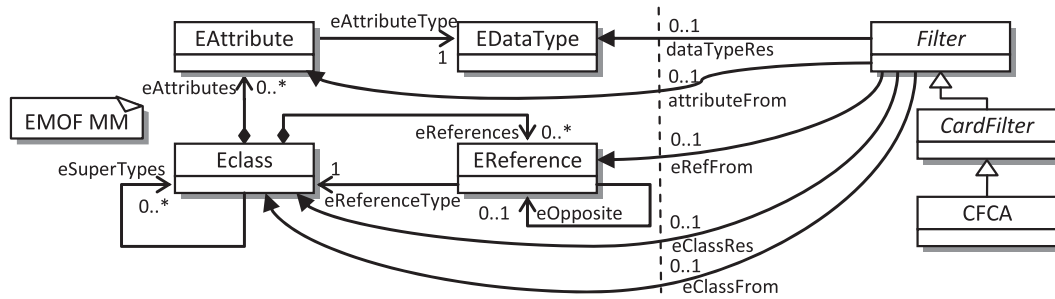 eAttributeType
0..1
EAttribute
EDataType
Filter
1
dataTypeRes
0..1
eAttributes
0..*
attributeFrom
EMOF MM
CardFilter
eReferences
0..*
0..1
Eclass
EReference
eSuperTypes
1
eRefFrom
0..*
eReferenceType
0..1
eOpposite
CFCA
0..1
eClassRes
0..1
eClassFrom